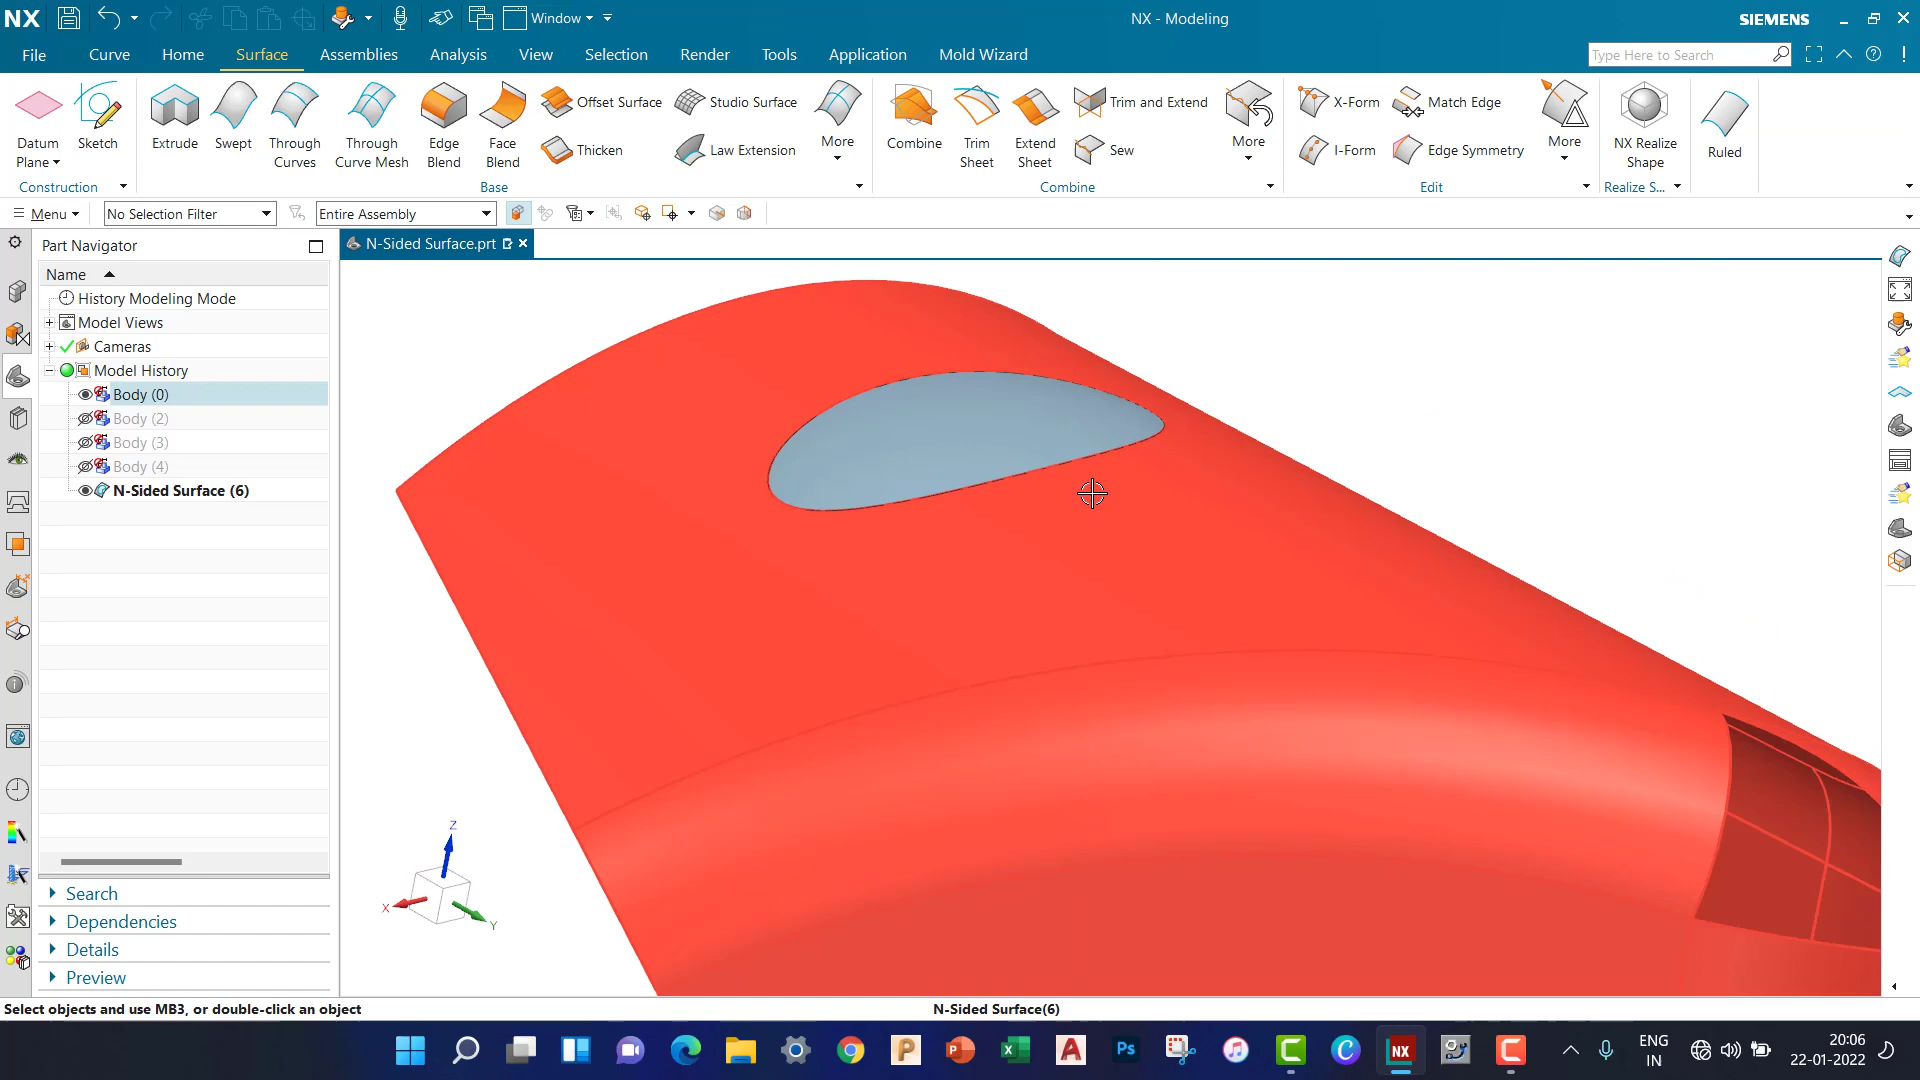 NX
Window
NX - Modeling
SIEMENS
File
Curve
Home
Surface
Assemblies
Analysis
View
Selection
Render
Tools
Application
Mold Wizard
Type Here to Search
Datum
Plane
Sketch
Extrude
Swept
Through
Curves
Through
Curve Mesh
Edge
Blend
Face
Blend
Offset Surface
Thicken
Studio Surface
Law Extension
More
Combine
Trim
Sheet
Extend
Sheet
Trim and Extend
Sew
More
X-Form
I-Form
Match Edge
Edge Symmetry
More
NX Realize
Shape
Ruled
Construction
Base
Combine
Edit
Realize S...
Menu
No Selection Filter
Entire Assembly
Part Navigator
N-Sided Surface.prt
Name
History Modeling Mode
Model Views
Cameras
Model History
Body (0)
Body (2)
Body (3)
Body (4)
N-Sided Surface (6)
Z
X
Y
Search
Dependencies
Details
Preview
Select objects and use MB3, or double-click an object
N-Sided Surface(6)
ENG
IN
20:06
22-01-2022